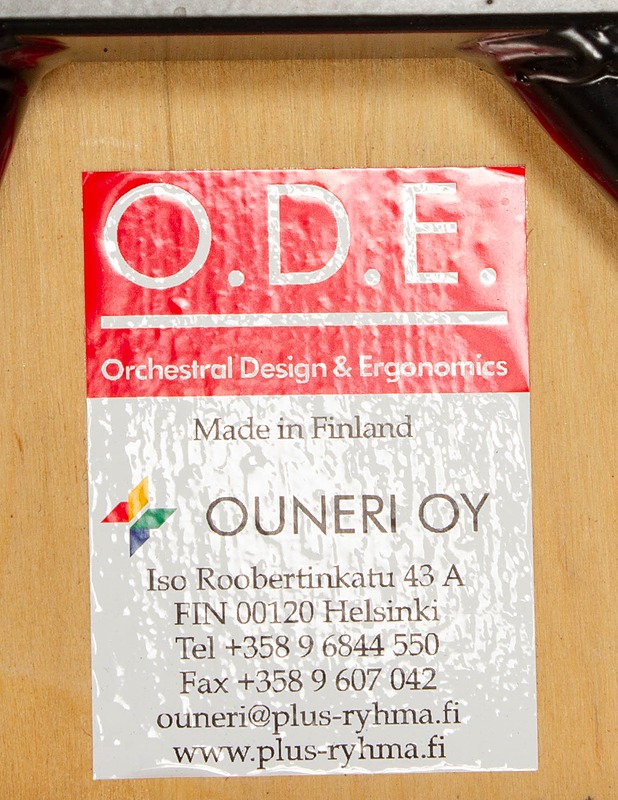 O.D.E.
Orchestral Design & Ergonomics
Made in Finland
OUNERI OY
Iso Roobertinkatu 43 A
FIN 00120 Helsinki
Tel +358 9 6844 550
Fax +358 9 607 042
ouneri@plus-ryhma.fi
www.plus-ryhma.fi